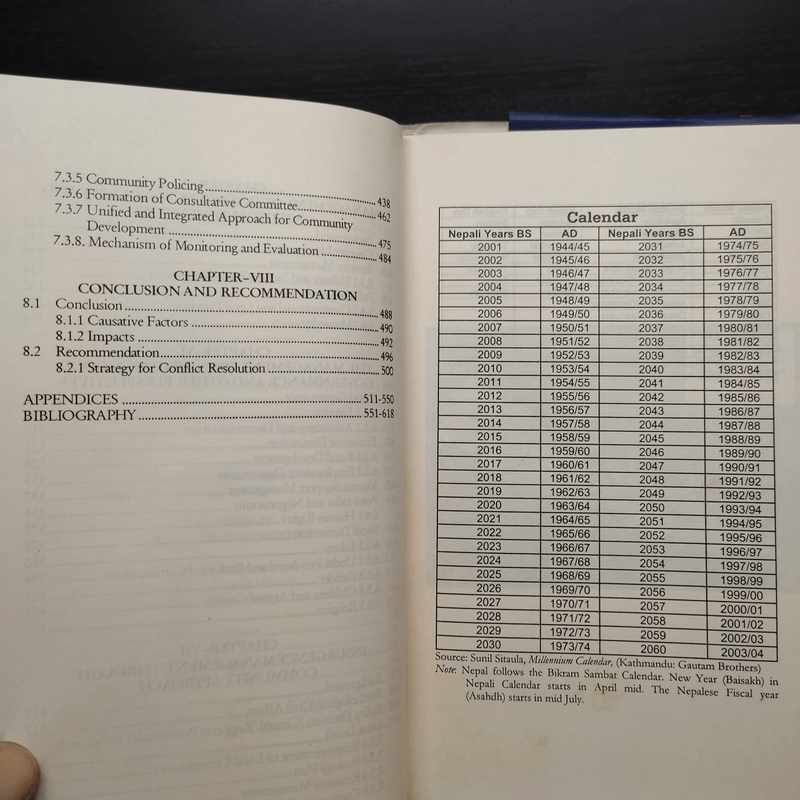 7.3.5 Community Policing ........ 438
7.3.6 Formation of Consultative Committee ........ 462
7.3.7 Unified and Integrated Approach for Community
Development ........ 475
7.3.8. Mechanism of Monitoring and Evaluation ........ 484
CHAPTER–VIII
CONCLUSION AND RECOMMENDATION
8.1 Conclusion ........ 488
8.1.1 Causative Factors ........ 490
8.1.2 Impacts ........ 492
8.2 Recommendation ........ 496
8.2.1 Strategy for Conflict Resolution ........ 500
APPENDICES ........ 511-550
BIBLIOGRAPHY ........ 551-618
Calendar
Nepali Years BS AD Nepali Years BS AD
2001 1944/45 2031 1974/75
2002 1945/46 2032 1975/76
2003 1946/47 2033 1976/77
2004 1947/48 2034 1977/78
2005 1948/49 2035 1978/79
2006 1949/50 2036 1979/80
2007 1950/51 2037 1980/81
2008 1951/52 2038 1981/82
2009 1952/53 2039 1982/83
2010 1953/54 2040 1983/84
2011 1954/55 2041 1984/85
2012 1955/56 2042 1985/86
2013 1956/57 2043 1986/87
2014 1957/58 2044 1987/88
2015 1958/59 2045 1988/89
2016 1959/60 2046 1989/90
2017 1960/61 2047 1990/91
2018 1961/62 2048 1991/92
2019 1962/63 2049 1992/93
2020 1963/64 2050 1993/94
2021 1964/65 2051 1994/95
2022 1965/66 2052 1995/96
2023 1966/67 2053 1996/97
2024 1967/68 2054 1997/98
2025 1968/69 2055 1998/99
2026 1969/70 2056 1999/00
2027 1970/71 2057 2000/01
2028 1971/72 2058 2001/02
2029 1972/73 2059 2002/03
2030 1973/74 2060 2003/04
Source: Sunil Sitaula, Millennium Calendar, (Kathmandu: Gautam Brothers)
Note: Nepal follows the Bikram Sambat Calendar. New Year (Baisakh) in
Nepali Calendar starts in April mid. The Nepalese Fiscal year
(Asahdh) starts in mid July.